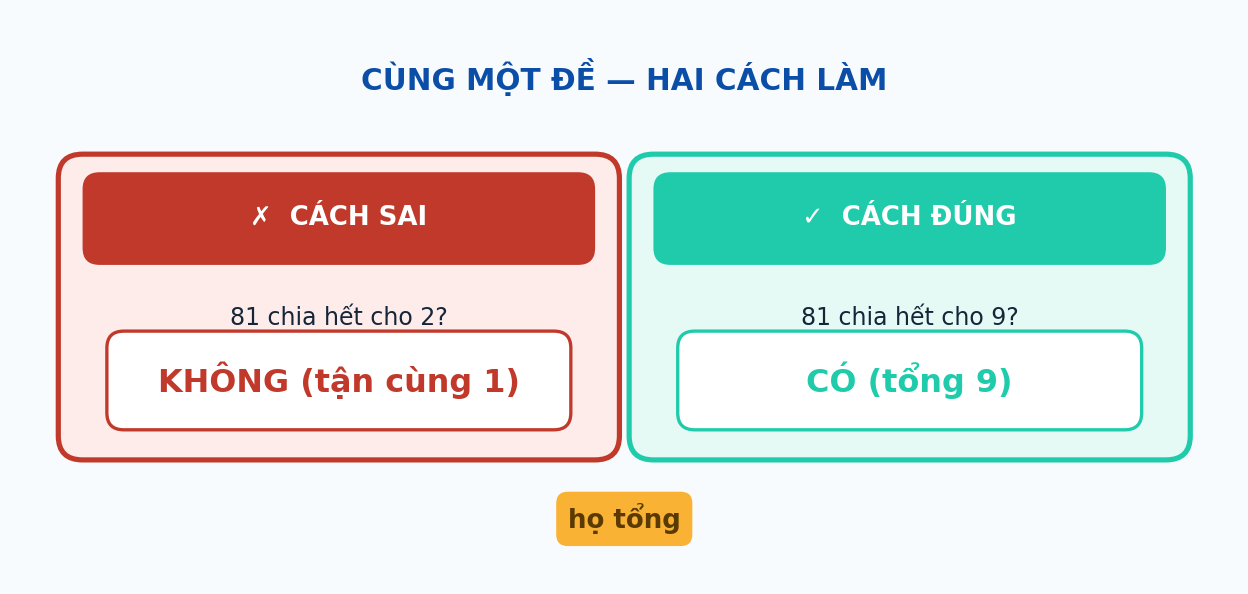 CÙNG MỘT ĐỀ — HAI CÁCH LÀM
✗ CÁCH SAI
81 chia hết cho 2?
KHÔNG (tận cùng 1)
✓ CÁCH ĐÚNG
81 chia hết cho 9?
CÓ (tổng 9)
họ tổng